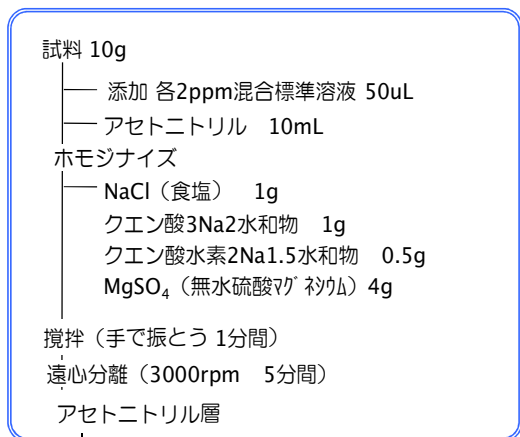 試料 10g
添加 各2ppm混合標準溶液 50uL
アセトニトリル　10mL
ホモジナイズ
NaCl（食塩）　1g
クエン酸3Na2水和物　1g
クエン酸水素2Na1.5水和物　0.5g
MgSO₄（無水硫酸ﾏｸﾞﾈｼｳﾑ）4g
撹拌（手で振とう 1分間）
遠心分離（3000rpm　5分間）
アセトニトリル層